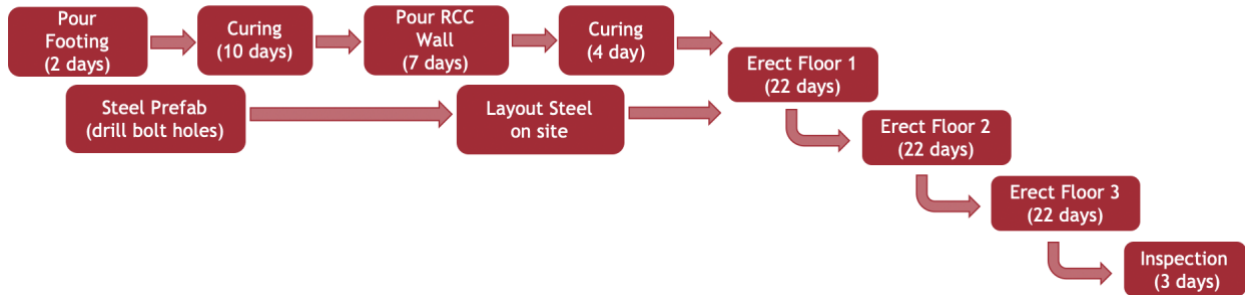 Pour
Footing
(2 days)
Curing
(10 days)
Pour RCC
Wall
(7 days)
Curing
(4 day)
Erect Floor 1
(22 days)
Steel Prefab
(drill bolt holes)
Layout Steel
on site
Erect Floor 2
(22 days)
Erect Floor 3
(22 days)
Inspection
(3 days)